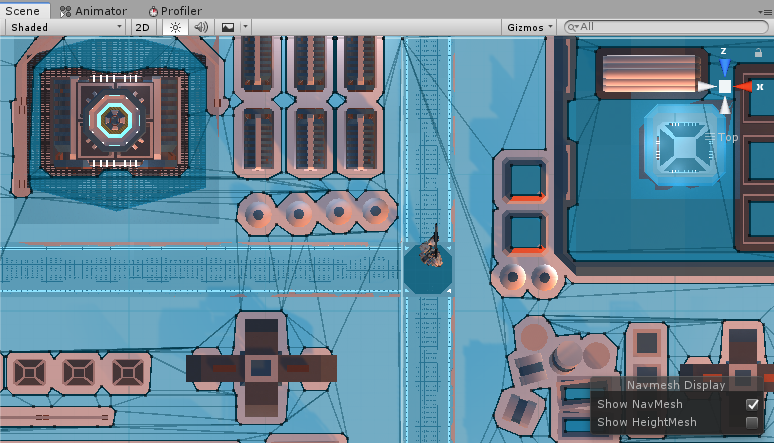 Scene Animator Profiler
Shaded 2D Gizmos All
z
x
Top
Navmesh Display
Show NavMesh
Show HeightMesh